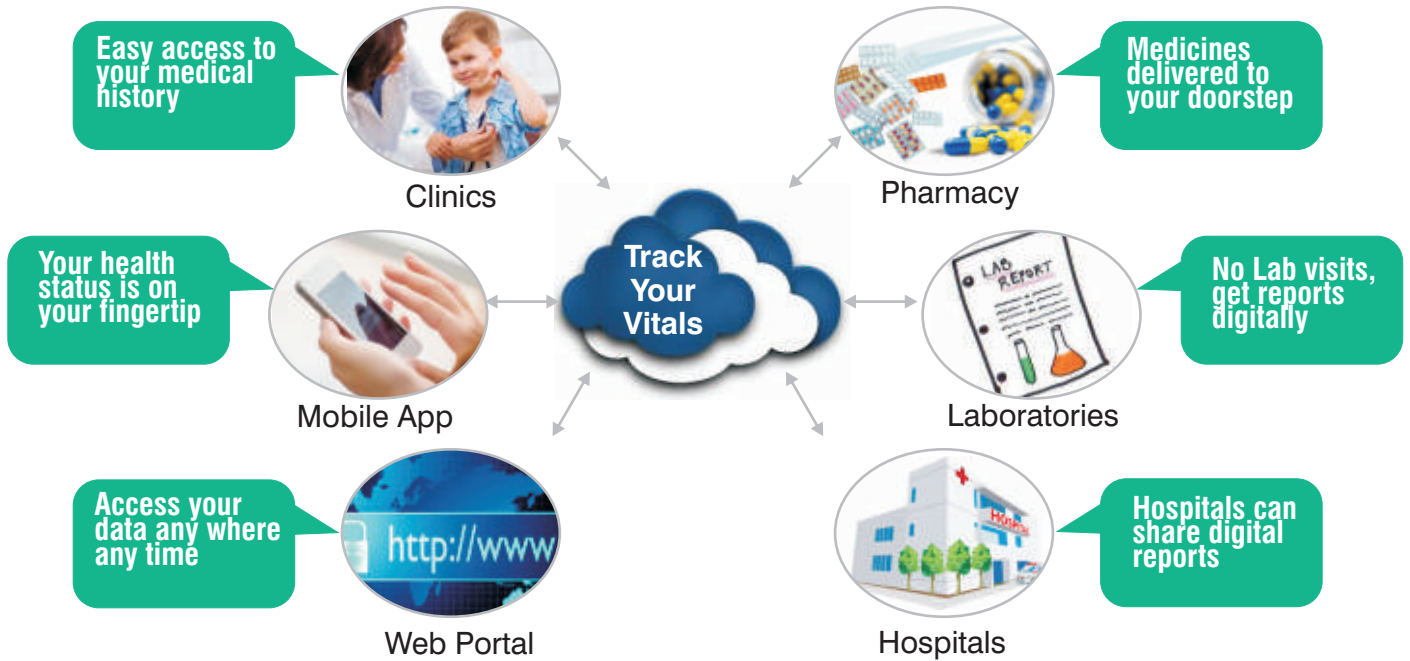 Easy access to
your medical
history
Clinics
Medicines
delivered to
your doorstep
Pharmacy
Your health
status is on
your fingertip
Mobile App
Track
Your
Vitals
LAB
REPORT
No Lab visits,
get reports
digitally
Laboratories
Access your
data any where
any time
http://www
Web Portal
HOSPITAL
Hospitals can
share digital
reports
Hospitals